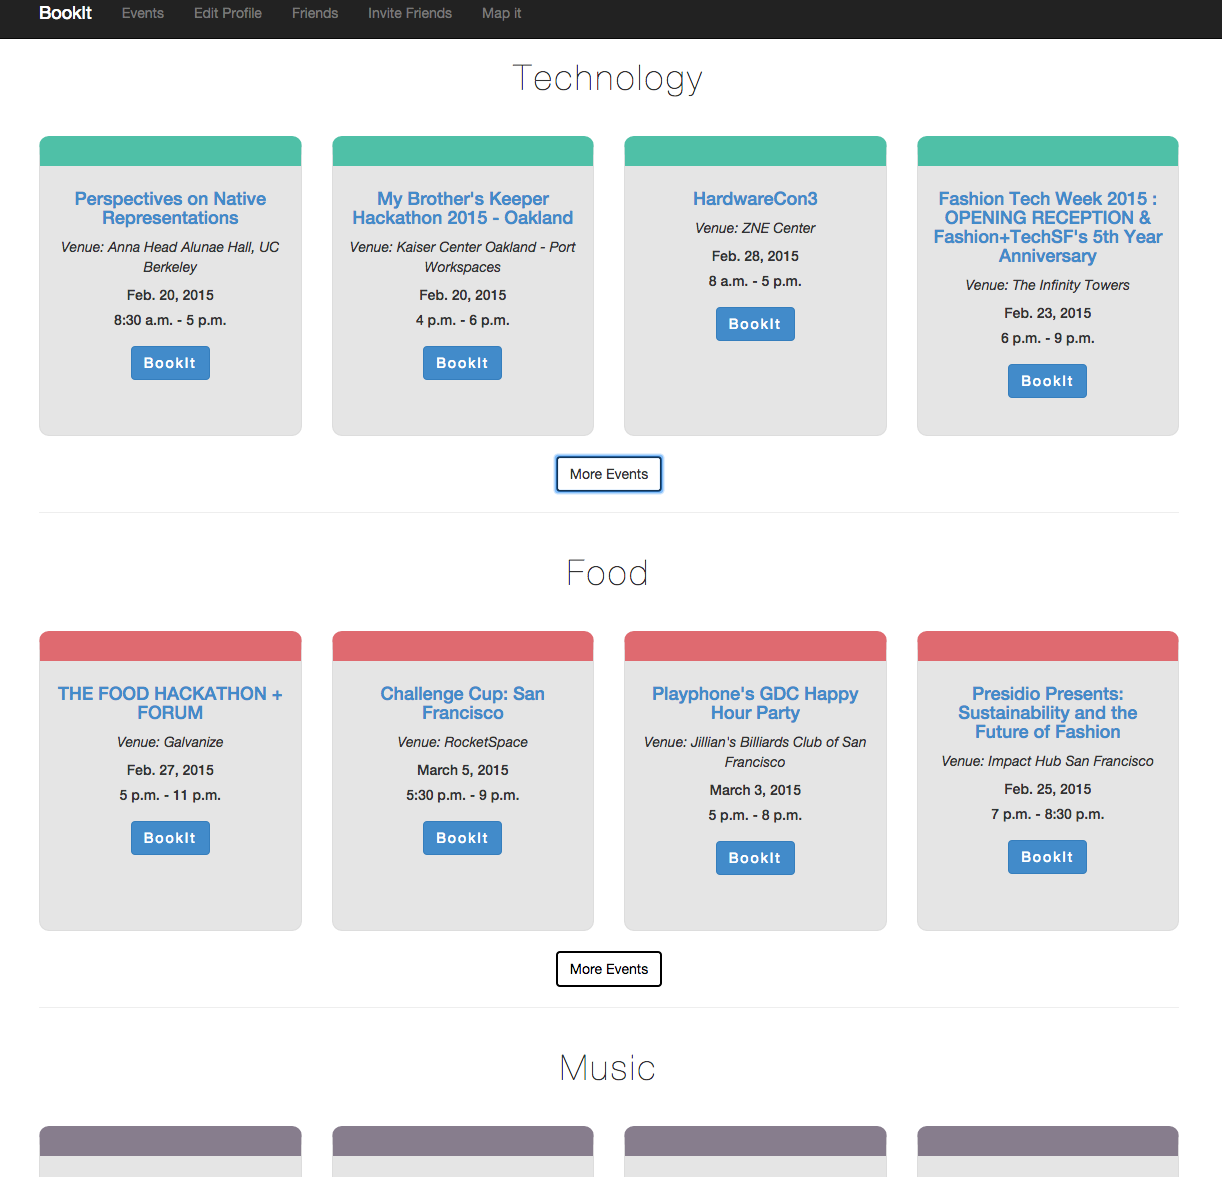 BookIt Events Edit Profile Friends Invite Friends Map it
Technology
Perspectives on Native
Representations
Venue: Anna Head Alunae Hall, UC
Berkeley
Feb. 20, 2015
8:30 a.m. - 5 p.m.
BookIt
My Brother's Keeper
Hackathon 2015 - Oakland
Venue: Kaiser Center Oakland - Port
Workspaces
Feb. 20, 2015
4 p.m. - 6 p.m.
BookIt
HardwareCon3
Venue: ZNE Center
Feb. 28, 2015
8 a.m. - 5 p.m.
BookIt
Fashion Tech Week 2015 :
OPENING RECEPTION &
Fashion+TechSF's 5th Year
Anniversary
Venue: The Infinity Towers
Feb. 23, 2015
6 p.m. - 9 p.m.
BookIt
More Events
Food
THE FOOD HACKATHON +
FORUM
Venue: Galvanize
Feb. 27, 2015
5 p.m. - 11 p.m.
BookIt
Challenge Cup: San
Francisco
Venue: RocketSpace
March 5, 2015
5:30 p.m. - 9 p.m.
BookIt
Playphone's GDC Happy
Hour Party
Venue: Jillian's Billiards Club of San
Francisco
March 3, 2015
5 p.m. - 8 p.m.
BookIt
Presidio Presents:
Sustainability and the
Future of Fashion
Venue: Impact Hub San Francisco
Feb. 25, 2015
7 p.m. - 8:30 p.m.
BookIt
More Events
Music